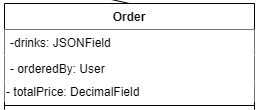 Order
-drinks: JSONField
- orderedBy: User
- totalPrice: DecimalField